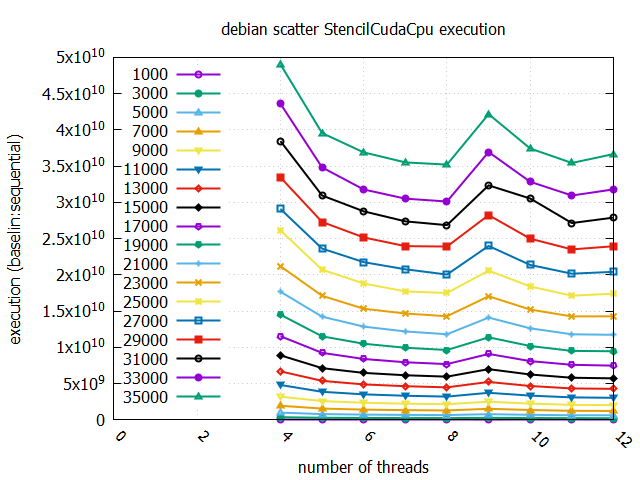 debian scatter StencilCudaCpu execution
execution (baselin:sequential)
5x10^10
4.5x10^10
4x10^10
3.5x10^10
3x10^10
2.5x10^10
2x10^10
1.5x10^10
1x10^10
5x10^9
0
1000
3000
5000
7000
9000
11000
13000
15000
17000
19000
21000
23000
25000
27000
29000
31000
33000
35000
0 2 4 6 8 10 12
number of threads